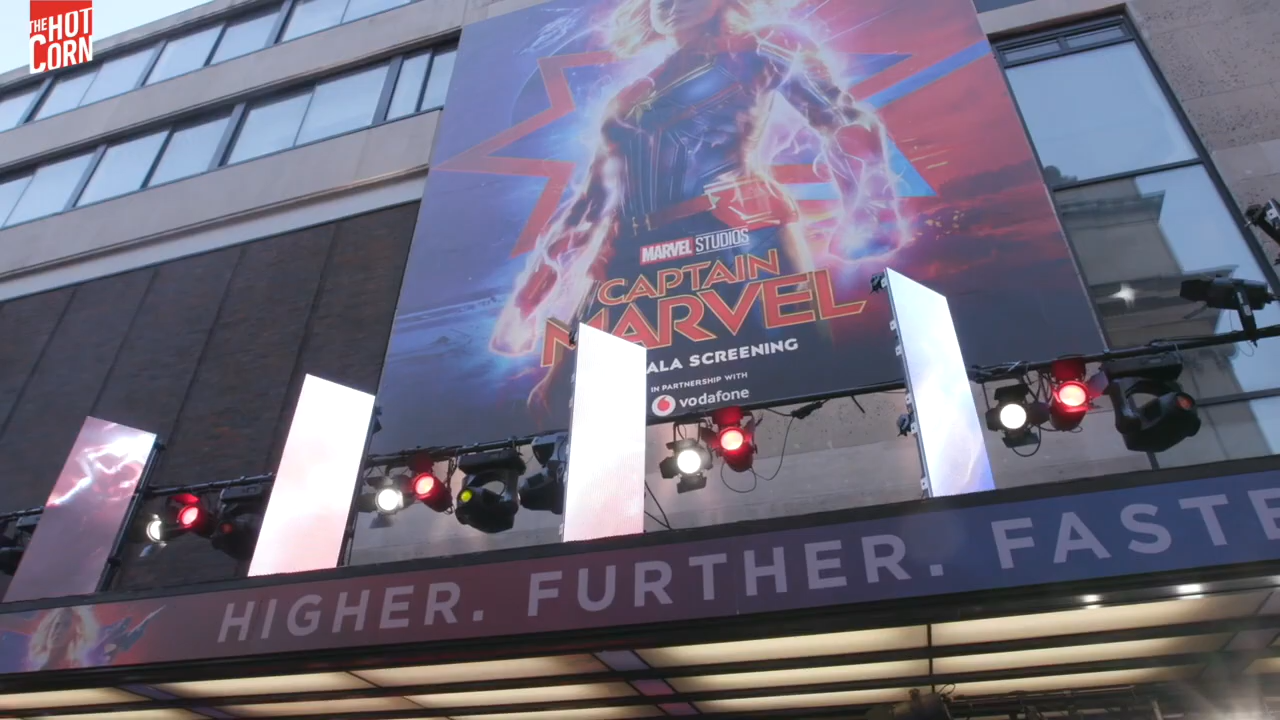 THE HOT
CORN
MARVEL STUDIOS
CAPTAIN
MARVEL
ALA SCREENING
IN PARTNERSHIP WITH
vodafone
HIGHER. FURTHER. FASTE